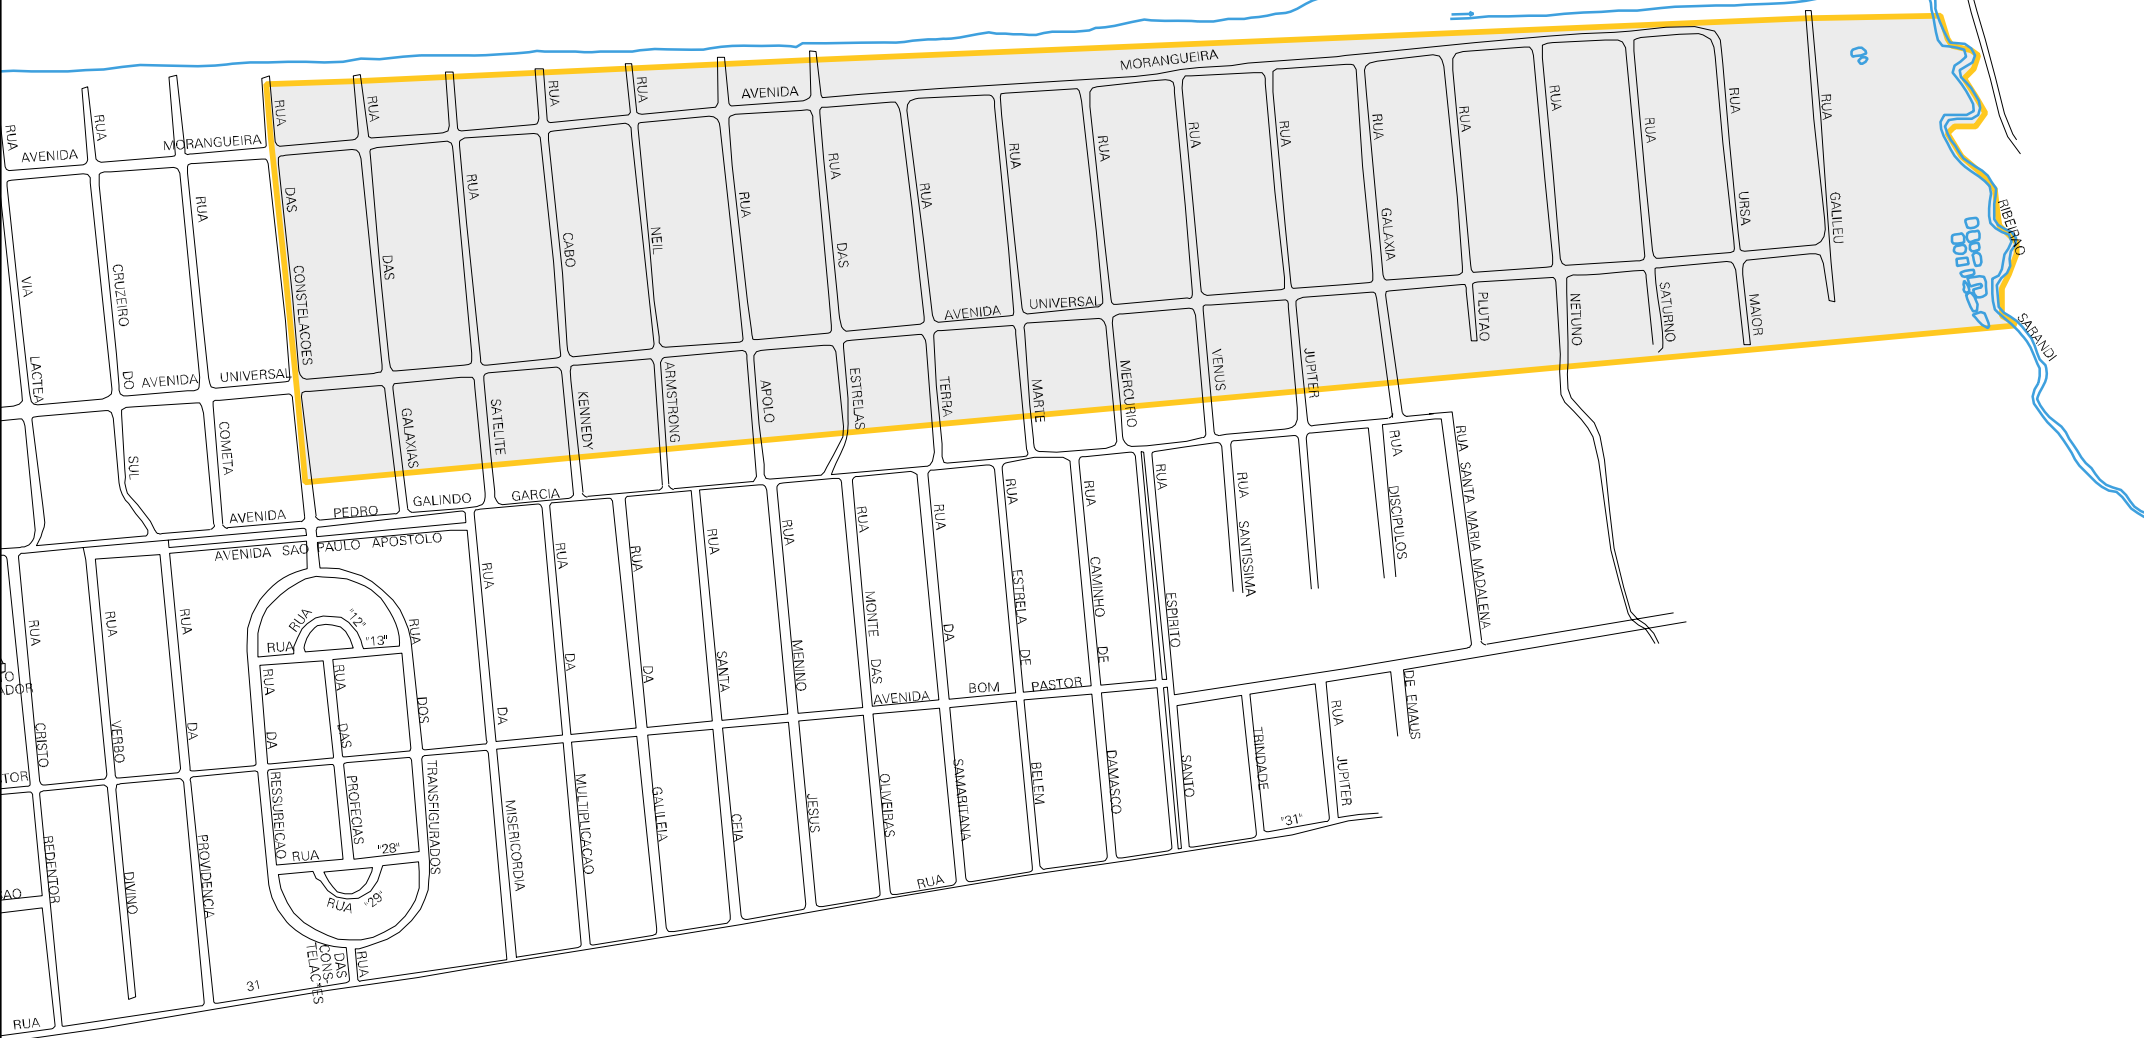 AVENIDA MORANGUEIRA
AVENIDA MORANGUEIRA
RUA VIA LACTEA
RUA CRUZEIRO DO SUL
RUA COMETA
RUA DAS CONSTELACOES
RUA DAS GALAXIAS
RUA SATELITE
RUA CABO KENNEDY
RUA NEIL ARMSTRONG
RUA APOLO
RUA DAS ESTRELAS
RUA TERRA
RUA MARTE
RUA MERCURIO
RUA VENUS
RUA JUPITER
RUA GALAXIA
RUA PLUTAO
RUA NETUNO
RUA SATURNO
RUA URSA MAIOR
RUA GALILEU
RIBEIRAO SARANDI
AVENIDA UNIVERSAL
AVENIDA UNIVERSAL
AVENIDA PEDRO GALINDO GARCIA
AVENIDA SAO PAULO APOSTOLO
RUA CRISTO REDENTOR
RUA VERBO DIVINO
RUA DA PROVIDENCIA
RUA "12"
RUA "13"
RUA DA RESSUREICAO
RUA DAS PROFECIAS
RUA DOS TRANSFIGURADOS
RUA "28"
RUA "29"
RUA DAS CONS-
TELACOES
RUA DA MISERICORDIA
RUA DA MULTIPLICACAO
RUA DA GALILEIA
RUA SANTA CEIA
RUA MENINO JESUS
RUA MONTE DAS OLIVEIRAS
RUA DA SAMARITANA
RUA ESTRELA DE BELEM
RUA CAMINHO DE DAMASCO
RUA ESPIRITO SANTO
RUA SANTISSIMA TRINDADE
RUA DISCIPULOS DE EMAUS
RUA SANTA MARIA MADALENA
RUA JUPITER
AVENIDA BOM PASTOR
RUA "31"
RUA 31
ADOR
TOR
AO